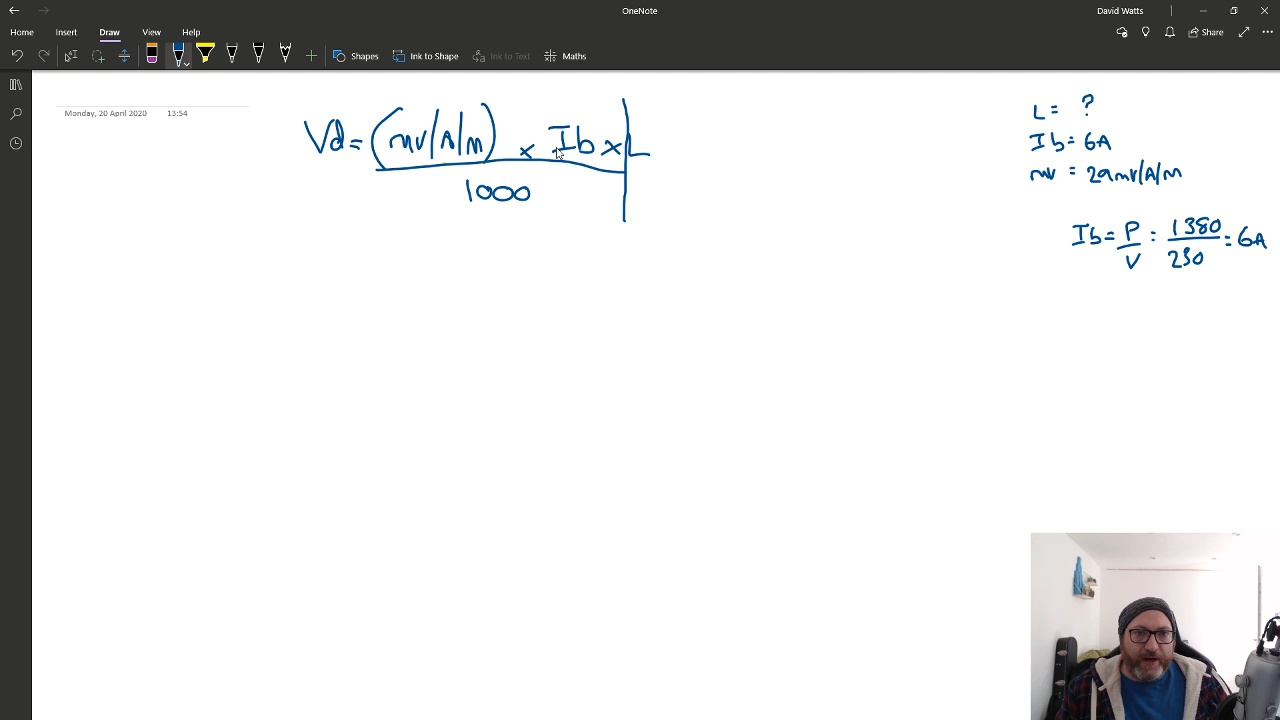 OneNote
David Watts
Home Insert Draw View Help
Share
Shapes Ink to Shape Ink to Text Maths
Monday, 20 April 2020 13:54
Vd = (mv/A/m) × Ib × L
1000
L = ?
Ib = 6A
mv = 29mv/A/m
Ib = P : 1380 = 6A
V 230